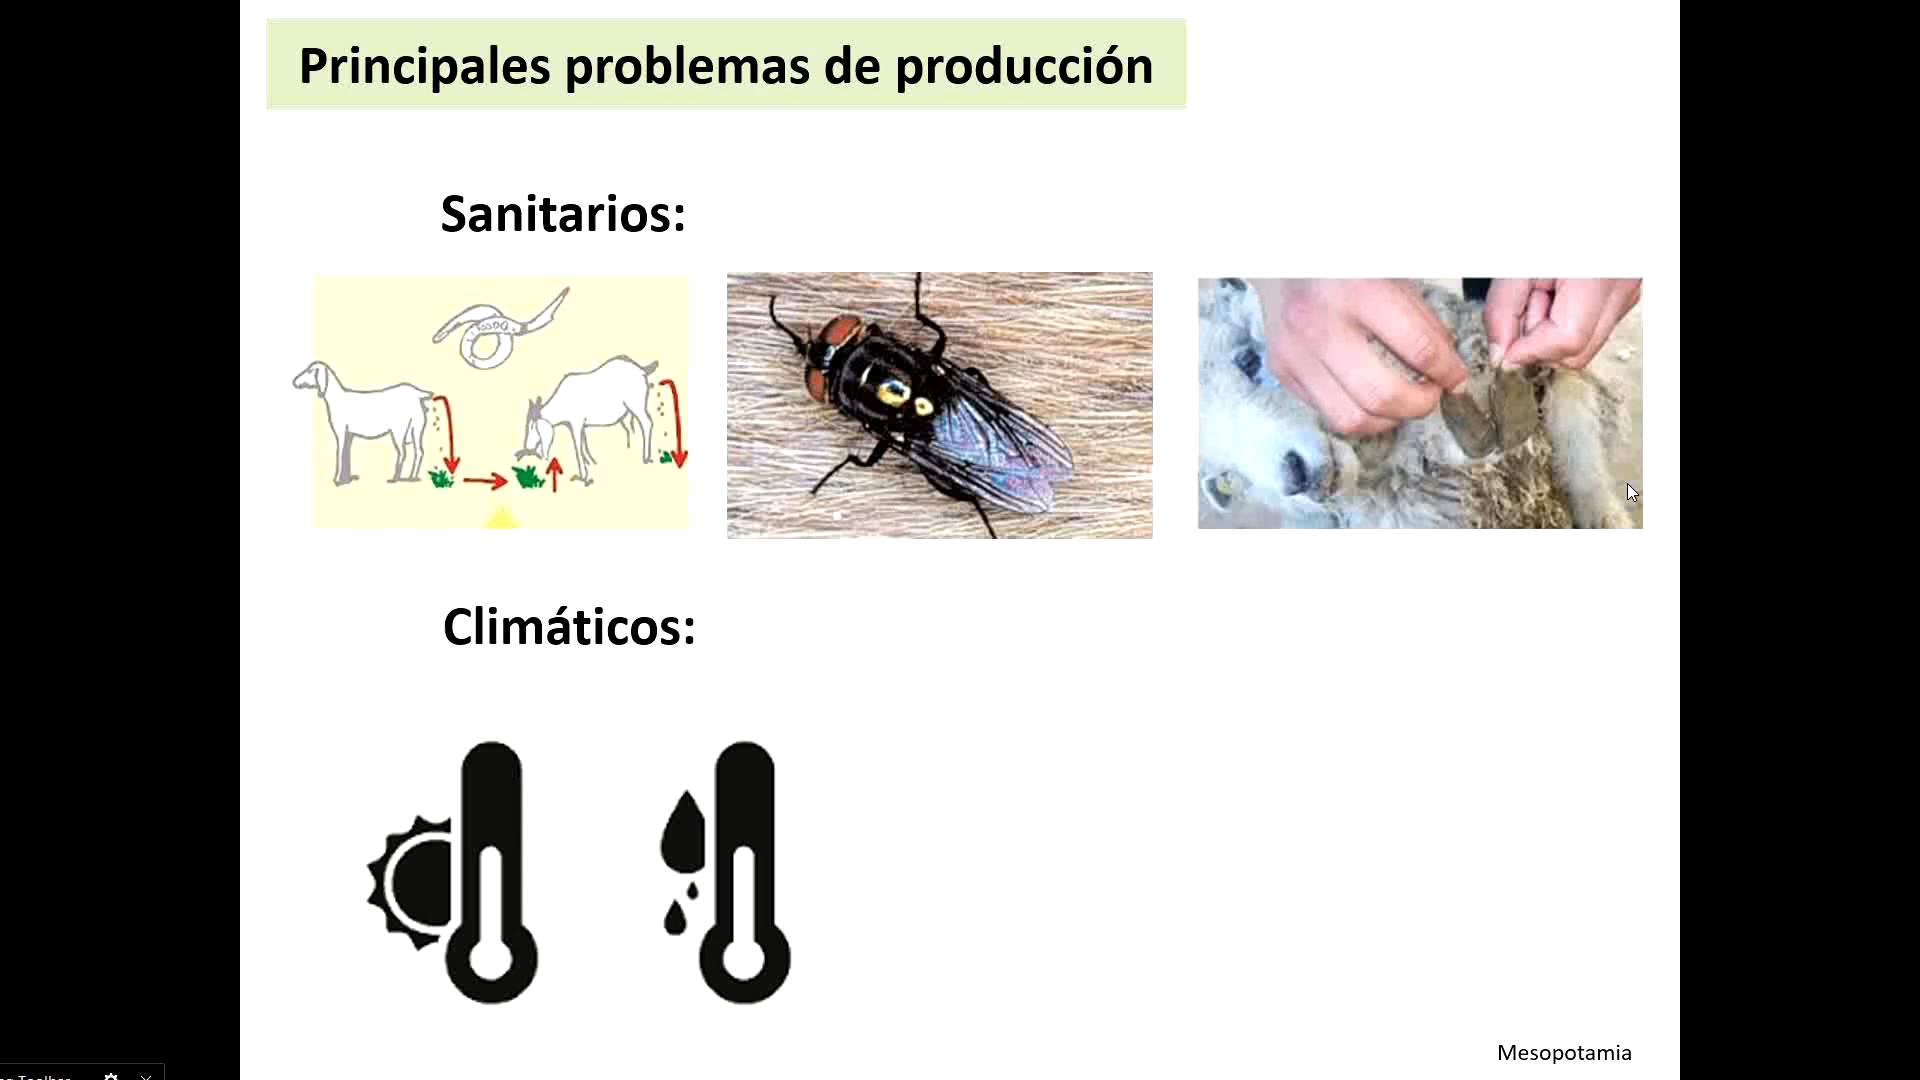 Principales problemas de producción
Sanitarios:
Climáticos:
Mesopotamia